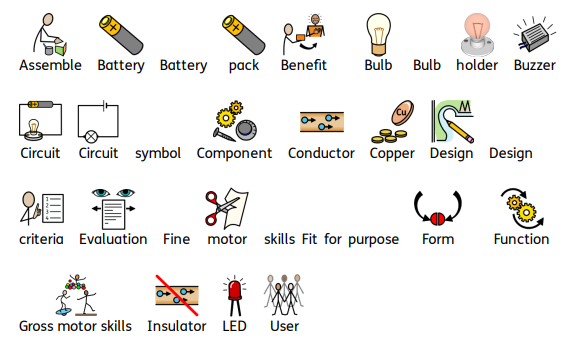 Assemble Battery Battery pack Benefit Bulb Bulb holder Buzzer
Cu
M
Circuit Circuit symbol Component Conductor Copper Design Design
criteria Evaluation Fine motor skills Fit for purpose Form Function
Gross motor skills Insulator LED User